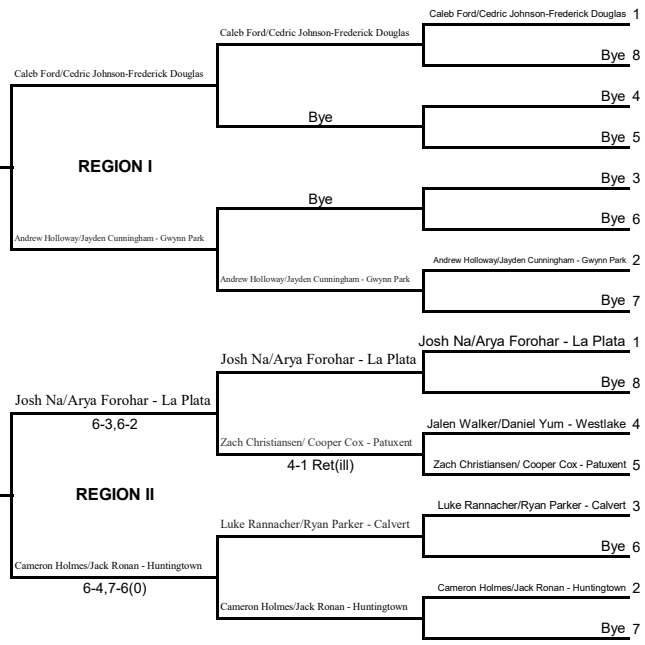 Caleb Ford/Cedric Johnson-Frederick Douglas 1
Caleb Ford/Cedric Johnson-Frederick Douglas
Bye 8
Caleb Ford/Cedric Johnson-Frederick Douglas
Bye 4
Bye
Bye 5
REGION I
Bye 3
Bye
Bye 6
Andrew Holloway/Jayden Cunningham - Gwynn Park
Andrew Holloway/Jayden Cunningham - Gwynn Park 2
Andrew Holloway/Jayden Cunningham - Gwynn Park
Bye 7
Josh Na/Arya Forohar - La Plata 1
Josh Na/Arya Forohar - La Plata
Bye 8
Josh Na/Arya Forohar - La Plata
6-3,6-2
Jalen Walker/Daniel Yum - Westlake 4
Zach Christiansen/ Cooper Cox - Patuxent
4-1 Ret(ill)
Zach Christiansen/ Cooper Cox - Patuxent 5
REGION II
Luke Rannacher/Ryan Parker - Calvert 3
Luke Rannacher/Ryan Parker - Calvert
Bye 6
Cameron Holmes/Jack Ronan - Huntingtown
6-4,7-6(0)
Cameron Holmes/Jack Ronan - Huntingtown 2
Cameron Holmes/Jack Ronan - Huntingtown
Bye 7